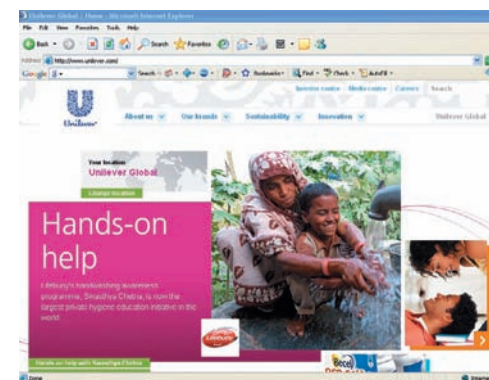 Unilever Global | Home - Microsoft Internet Explorer
File Edit View Favorites Tools Help
Back Search Favorites
Address http://www.unilever.com/
Google Search Bookmarks Find Check AutoFill
Investor centre Media centre Careers Search
Unilever
About us Our brands Sustainability Innovation Unilever Global
Your location
Unilever Global
Change location
Hands-on
help
Lifebuoy's handwashing awareness
programme, Swasthya Chetna, is now the
largest private hygiene education initiative in the
world.
Lifebuoy
Hands-on help with Swasthya Chetna
Becel
Done